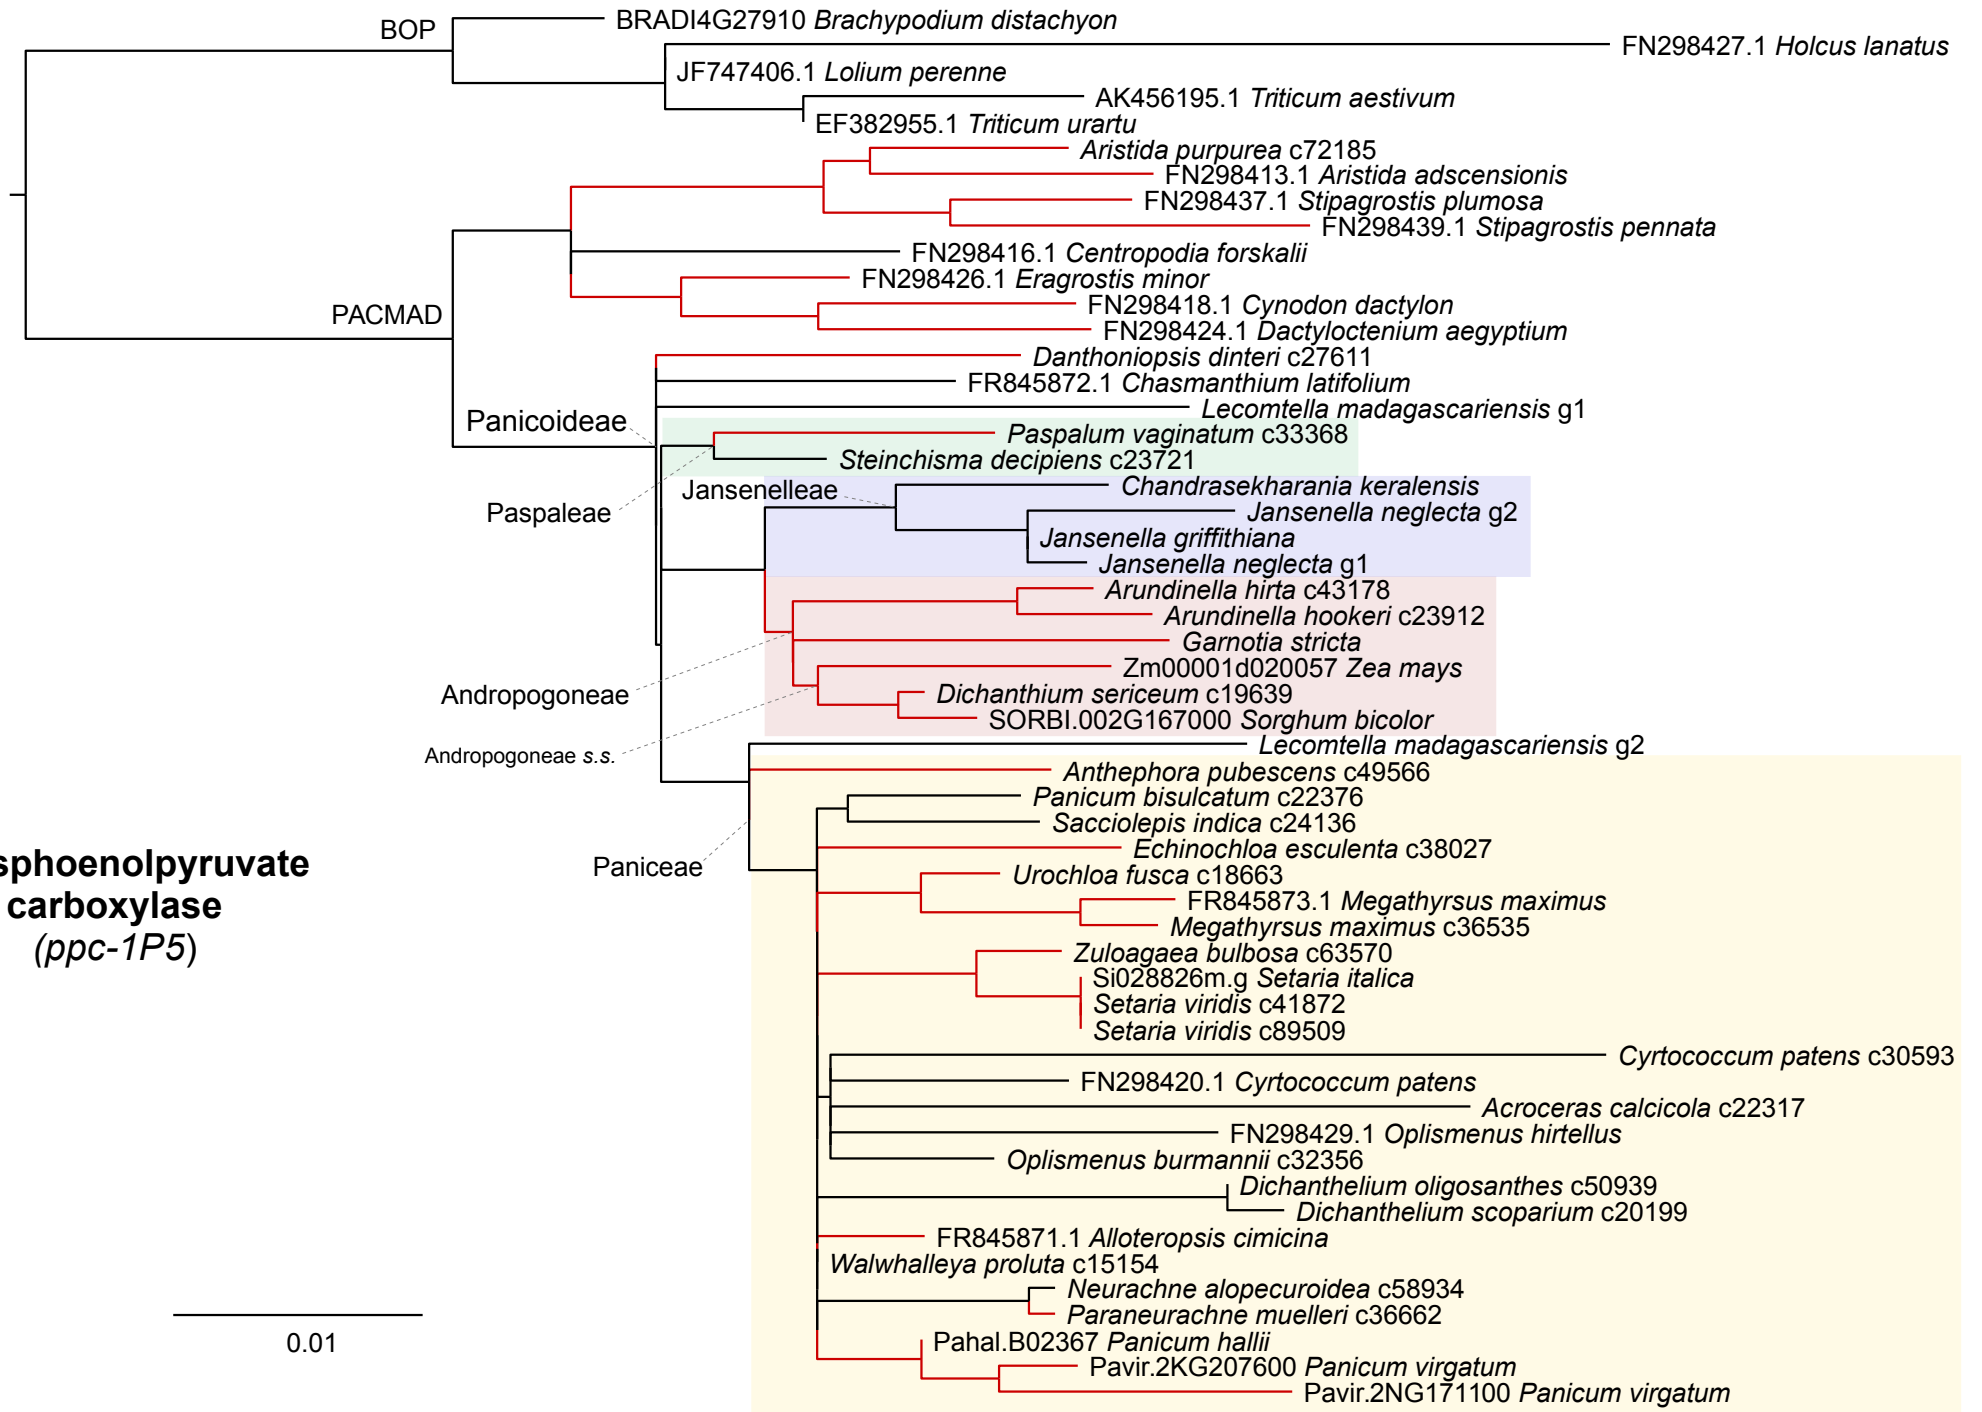 BOP
BRADI4G27910 Brachypodium distachyon
FN298427.1 Holcus lanatus
JF747406.1 Lolium perenne
AK456195.1 Triticum aestivum
EF382955.1 Triticum urartu
Aristida purpurea c72185
FN298413.1 Aristida adscensionis
FN298437.1 Stipagrostis plumosa
FN298439.1 Stipagrostis pennata
FN298416.1 Centropodia forskalii
FN298426.1 Eragrostis minor
FN298418.1 Cynodon dactylon
PACMAD
FN298424.1 Dactyloctenium aegyptium
Danthoniopsis dinteri c27611
FR845872.1 Chasmanthium latifolium
Lecomtella madagascariensis g1
Panicoideae
Paspalum vaginatum c33368
Steinchisma decipiens c23721
Jansenelleae
Chandrasekharania keralensis
Paspaleae
Jansenella neglecta g2
Jansenella griffithiana
Jansenella neglecta g1
Arundinella hirta c43178
Arundinella hookeri c23912
Garnotia stricta
Zm00001d020057 Zea mays
Andropogoneae
Dichanthium sericeum c19639
SORBI.002G167000 Sorghum bicolor
Andropogoneae s.s.
Lecomtella madagascariensis g2
Anthephora pubescens c49566
Panicum bisulcatum c22376
Sacciolepis indica c24136
Echinochloa esculenta c38027
Paniceae
Urochloa fusca c18663
FR845873.1 Megathyrsus maximus
Megathyrsus maximus c36535
Zuloagaea bulbosa c63570
Si028826m.g Setaria italica
Setaria viridis c41872
Setaria viridis c89509
sphoenolpyruvate
carboxylase
(ppc-1P5)
Cyrtococcum patens c30593
FN298420.1 Cyrtococcum patens
Acroceras calcicola c22317
FN298429.1 Oplismenus hirtellus
Oplismenus burmannii c32356
Dichanthelium oligosanthes c50939
Dichanthelium scoparium c20199
FR845871.1 Alloteropsis cimicina
Walwhalleya proluta c15154
Neurachne alopecuroidea c58934
Paraneurachne muelleri c36662
Pahal.B02367 Panicum hallii
Pavir.2KG207600 Panicum virgatum
Pavir.2NG171100 Panicum virgatum
0.01